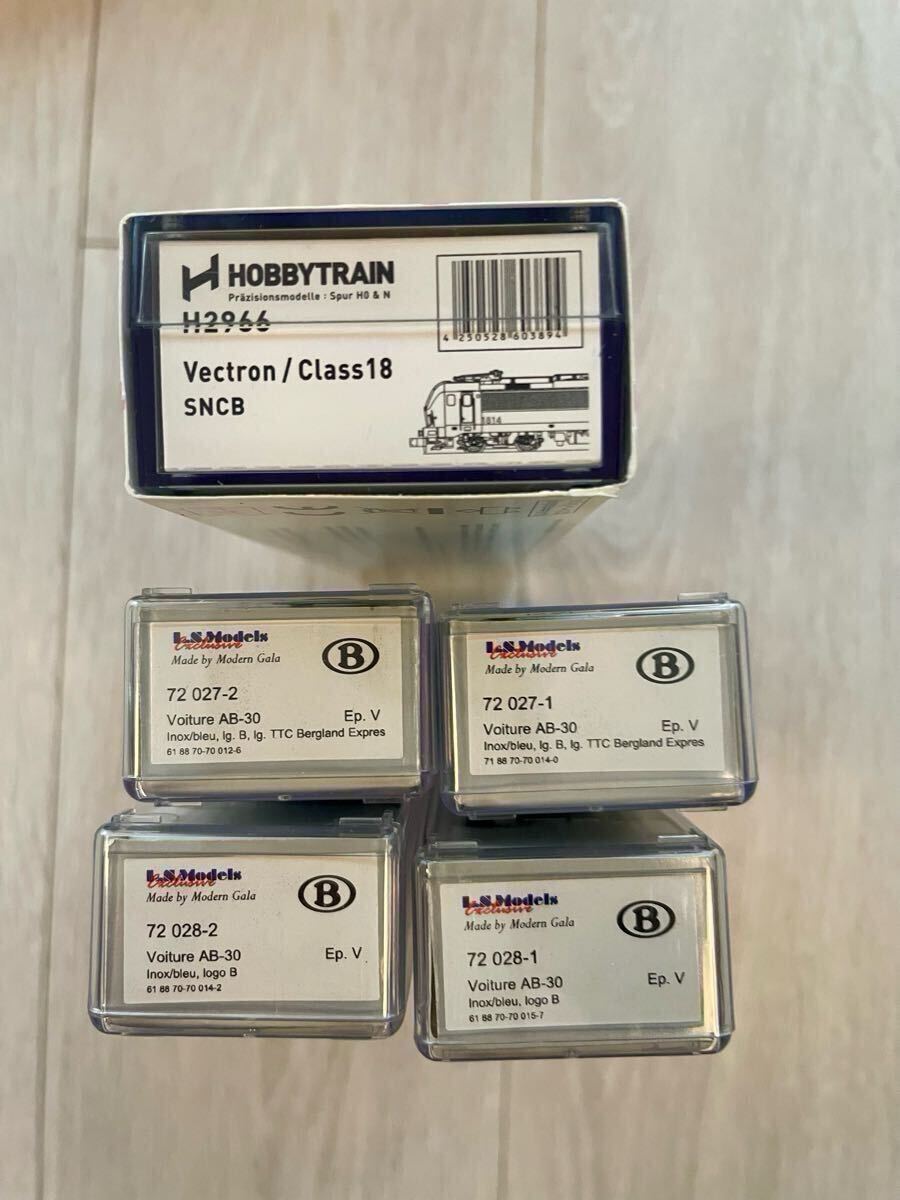 HOBBYTRAIN
Präzisionsmodelle : Spur H0 & N
H2966
4 250528 603894
Vectron / Class18
SNCB
1814
L.S.Models
Exclusive
Made by Modern Gala
B
72 027-2
Voiture AB-30 Ep. V
Inox/bleu, lg. B, lg. TTC Bergland Expres
61 88 70-70 012-6
L.S.Models
Exclusive
Made by Modern Gala
B
72 027-1
Voiture AB-30 Ep. V
Inox/bleu, lg. B, lg. TTC Bergland Expres
71 88 70-70 014-0
L.S.Models
Exclusive
Made by Modern Gala
B
72 028-2
Voiture AB-30 Ep. V
Inox/bleu, logo B
61 88 70-70 014-2
L.S.Models
Exclusive
Made by Modern Gala
B
72 028-1
Voiture AB-30 Ep. V
Inox/bleu, logo B
61 88 70-70 015-7